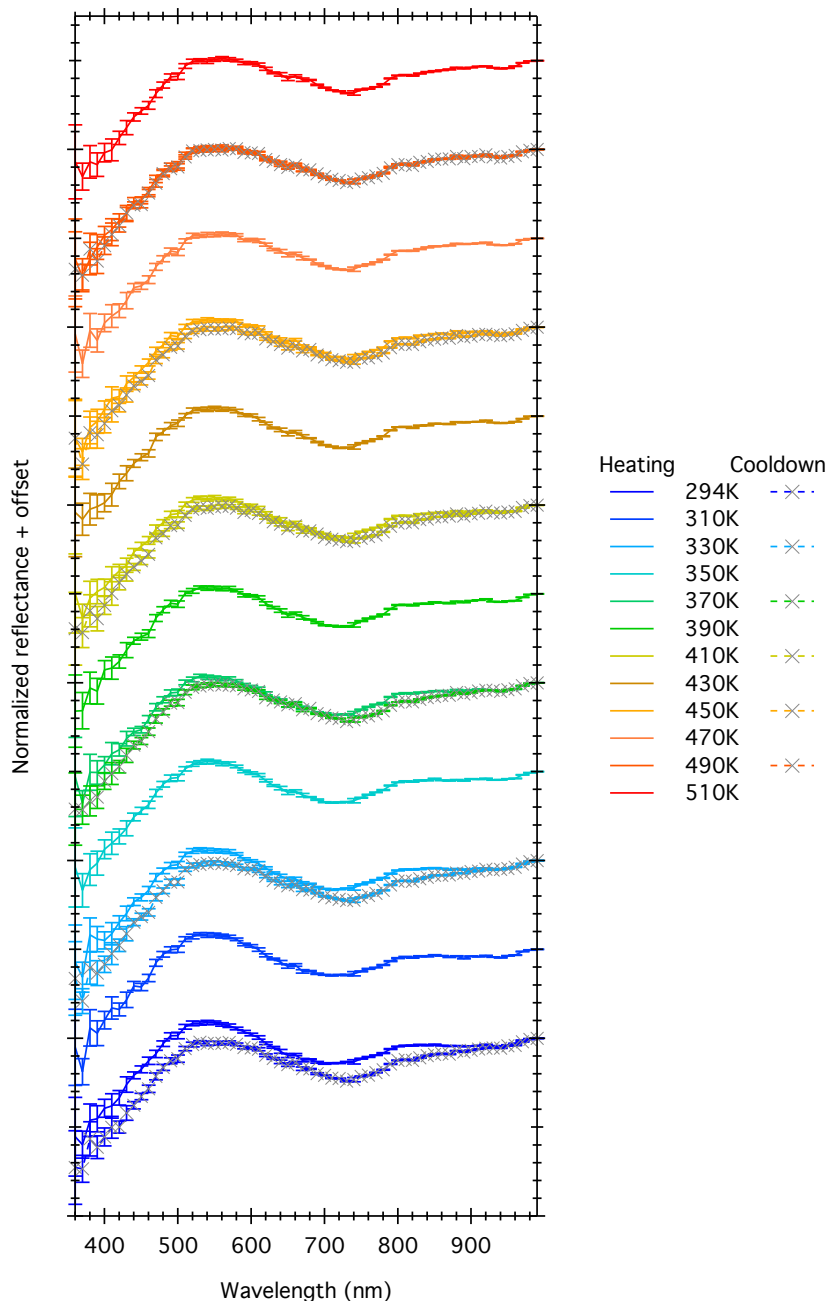 Normalized reflectance + offset
Heating Cooldown
294K
310K
330K
350K
370K
390K
410K
430K
450K
470K
490K
510K
400 500 600 700 800 900
Wavelength (nm)